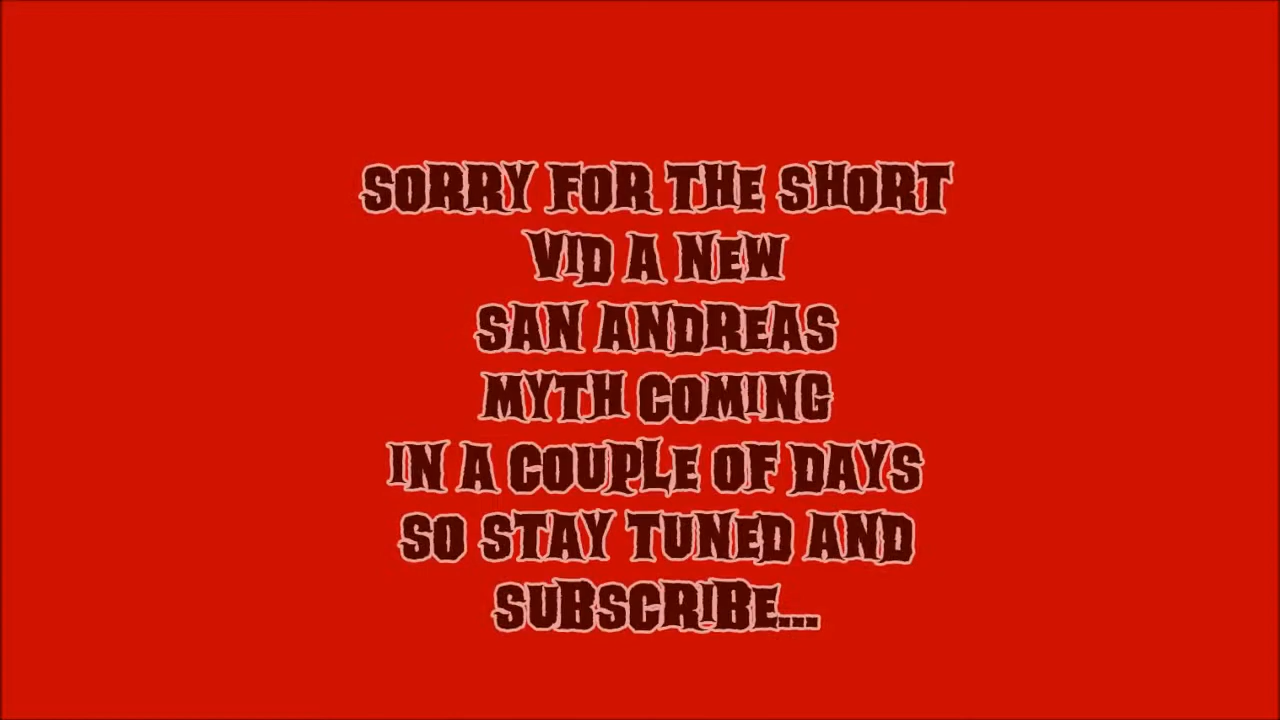 SORRY FOR THE SHORT
VID A NEW
SAN ANDREAS
MYTH COMING
IN A COUPLE OF DAYS
SO STAY TUNED AND
SUBSCRIBE...